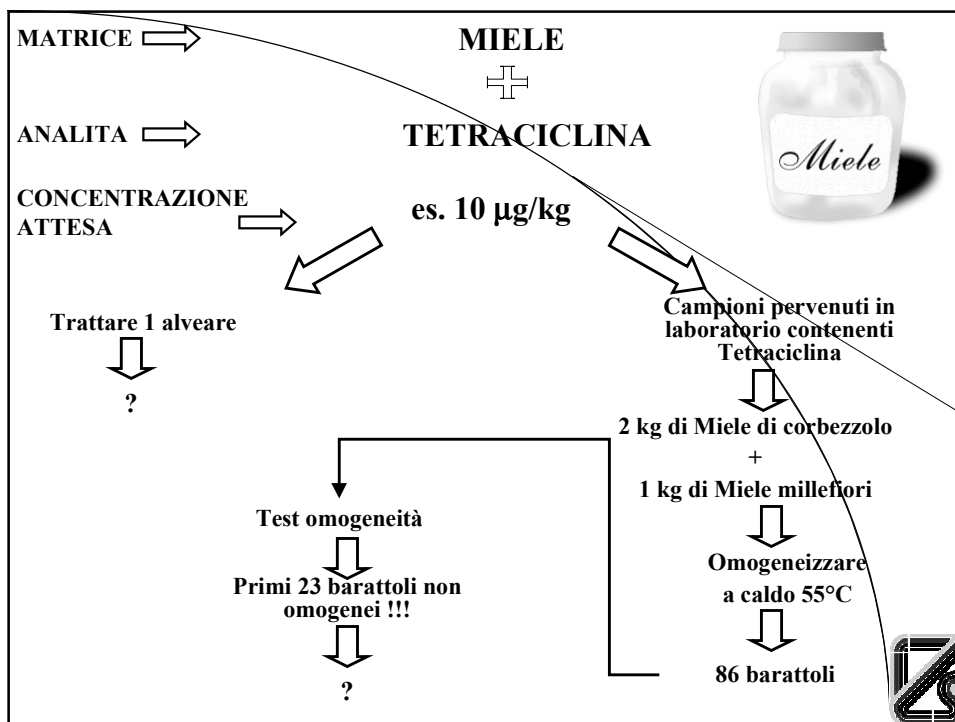 MATRICE
MIELE
ANALITA
TETRACICLINA
Miele
CONCENTRAZIONE
ATTESA
es. 10 µg/kg
Trattare 1 alveare
?
Campioni pervenuti in
laboratorio contenenti
Tetraciclina
2 kg di Miele di corbezzolo
+
1 kg di Miele millefiori
Omogeneizzare
a caldo 55°C
86 barattoli
Test omogeneità
Primi 23 barattoli non
omogenei !!!
?